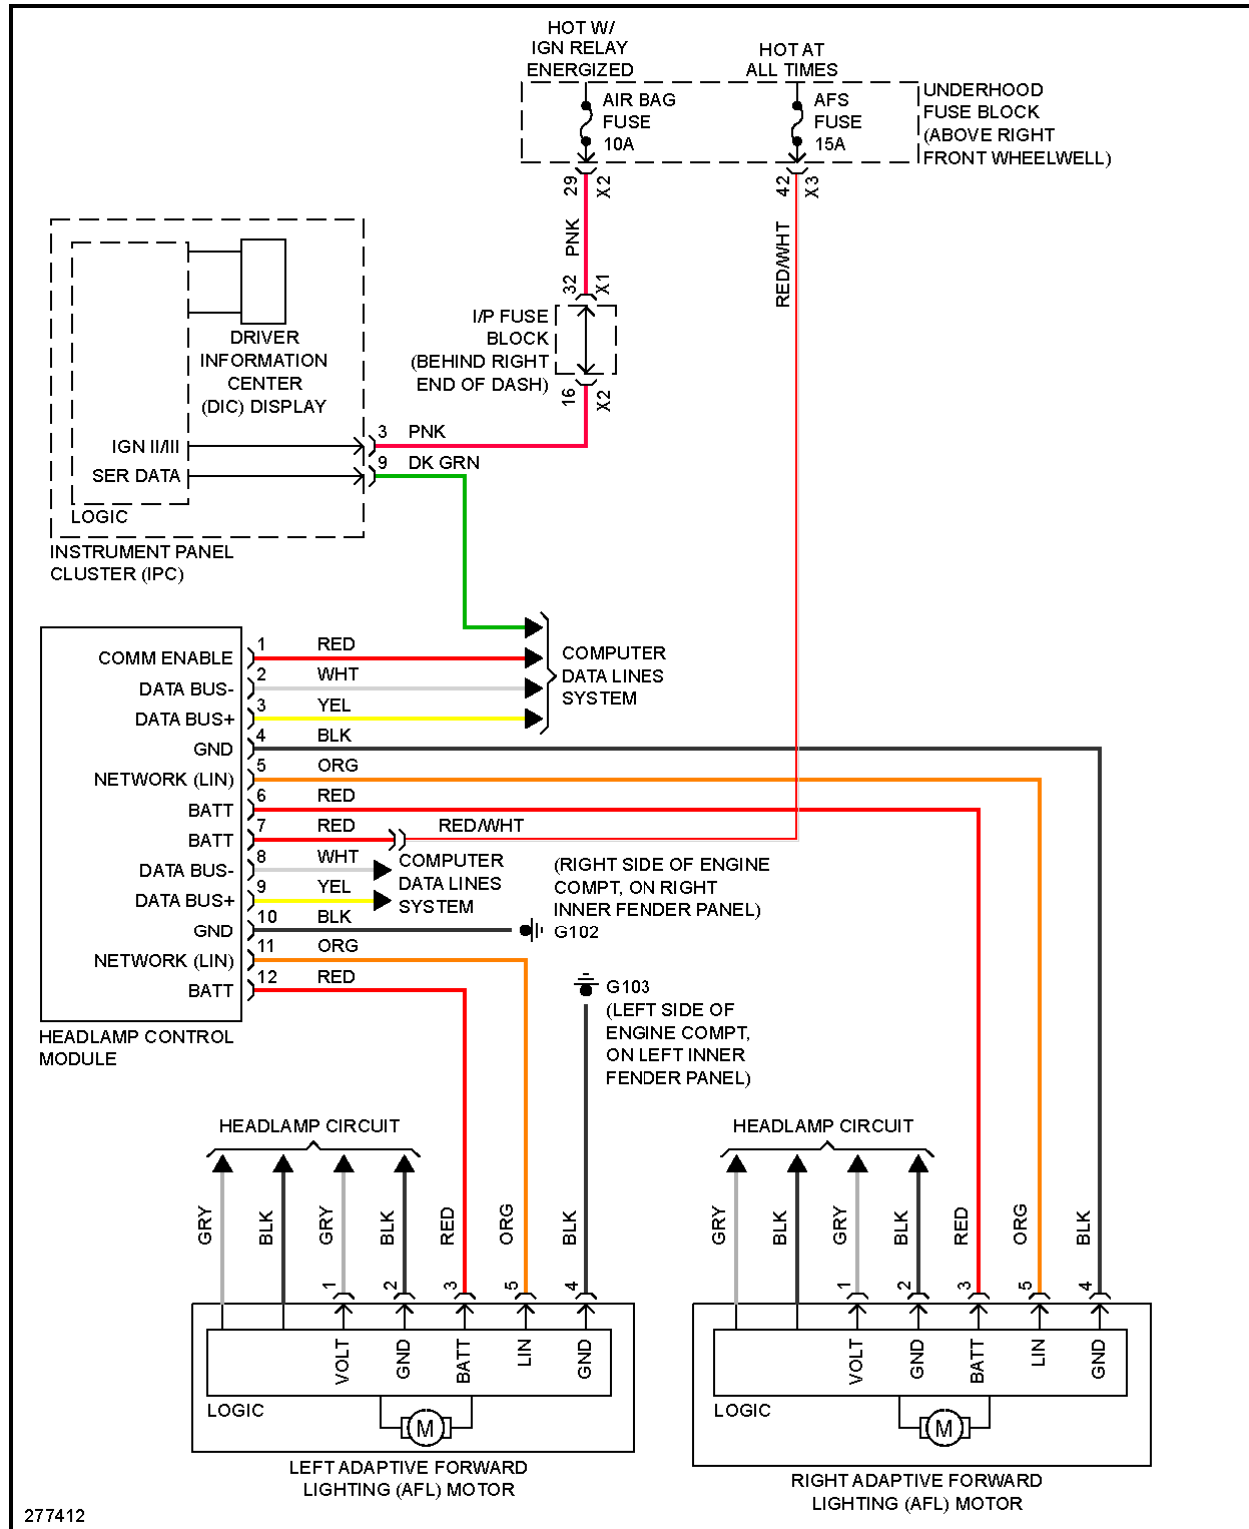 HOT W/
IGN RELAY
ENERGIZED
HOT AT
ALL TIMES
AIR BAG
FUSE
10A
AFS
FUSE
15A
UNDERHOOD
FUSE BLOCK
(ABOVE RIGHT
FRONT WHEELWELL)
29
X2
42
X3
PNK
RED/WHT
32
X1
I/P FUSE
BLOCK
(BEHIND RIGHT
END OF DASH)
16
X2
DRIVER
INFORMATION
CENTER
(DIC) DISPLAY
IGN II/III
3
PNK
SER DATA
9
DK GRN
LOGIC
INSTRUMENT PANEL
CLUSTER (IPC)
COMM ENABLE
1
RED
DATA BUS-
2
WHT
DATA BUS+
3
YEL
COMPUTER
DATA LINES
SYSTEM
GND
4
BLK
NETWORK (LIN)
5
ORG
BATT
6
RED
BATT
7
RED
RED/WHT
DATA BUS-
8
WHT
DATA BUS+
9
YEL
COMPUTER
DATA LINES
SYSTEM
GND
10
BLK
(RIGHT SIDE OF ENGINE
COMPT, ON RIGHT
INNER FENDER PANEL)
G102
NETWORK (LIN)
11
ORG
BATT
12
RED
HEADLAMP CONTROL
MODULE
G103
(LEFT SIDE OF
ENGINE COMPT,
ON LEFT INNER
FENDER PANEL)
HEADLAMP CIRCUIT
GRY
BLK
GRY
BLK
RED
ORG
BLK
1
2
3
5
4
VOLT
GND
BATT
LIN
GND
LOGIC
M
LEFT ADAPTIVE FORWARD
LIGHTING (AFL) MOTOR
HEADLAMP CIRCUIT
GRY
BLK
GRY
BLK
RED
ORG
BLK
1
2
3
5
4
VOLT
GND
BATT
LIN
GND
LOGIC
M
RIGHT ADAPTIVE FORWARD
LIGHTING (AFL) MOTOR
277412